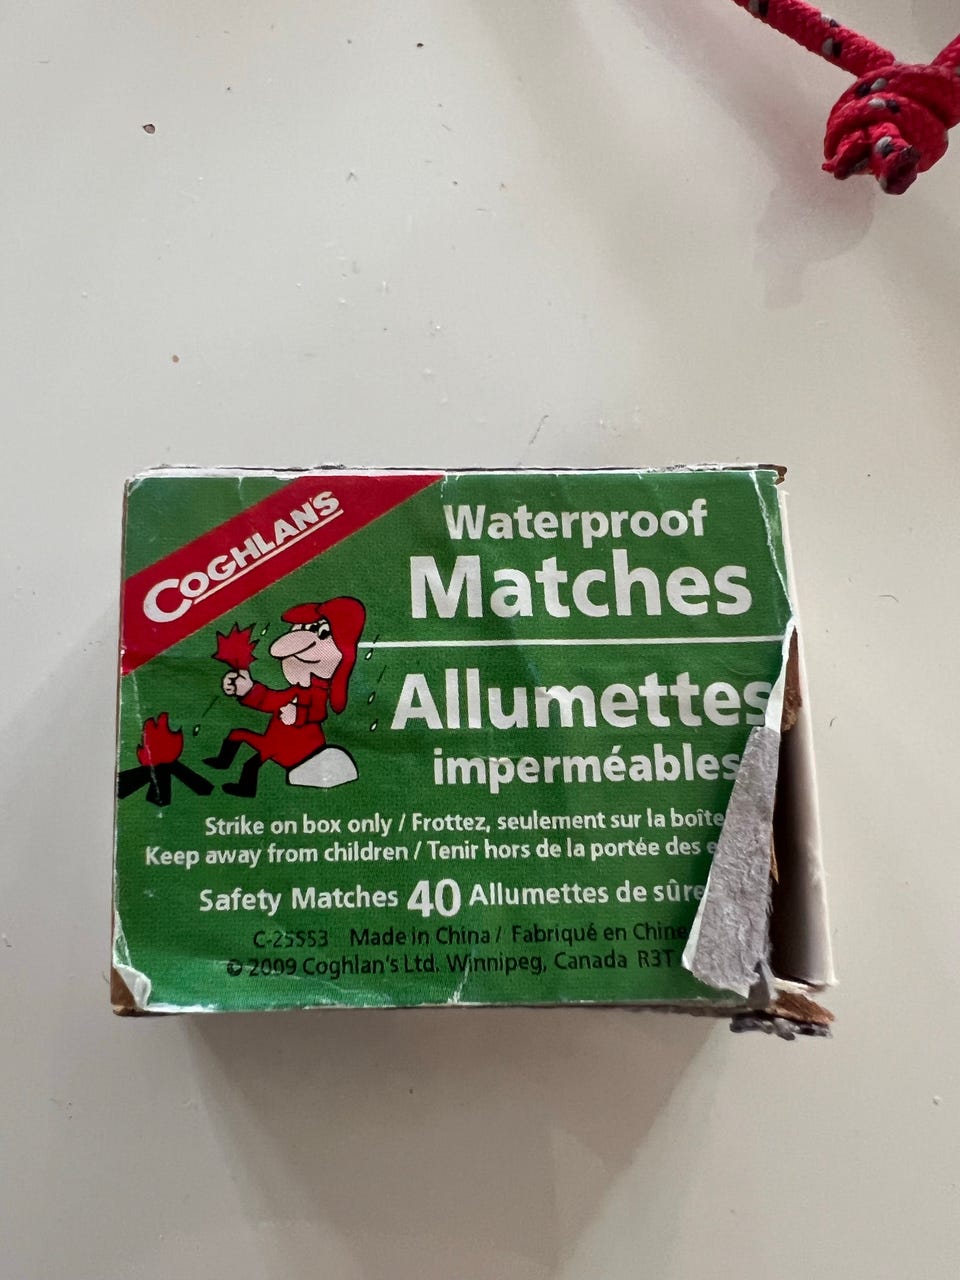 COGHLAN'S
Waterproof
Matches
Allumettes
imperméables
Strike on box only / Frottez, seulement sur la boîte
Keep away from children / Tenir hors de la portée des
Safety Matches 40 Allumettes de
C-25553 Made in China / Fabriqué en Chine
© 2009 Coghlan's Ltd. Winnipeg, Canada R3T